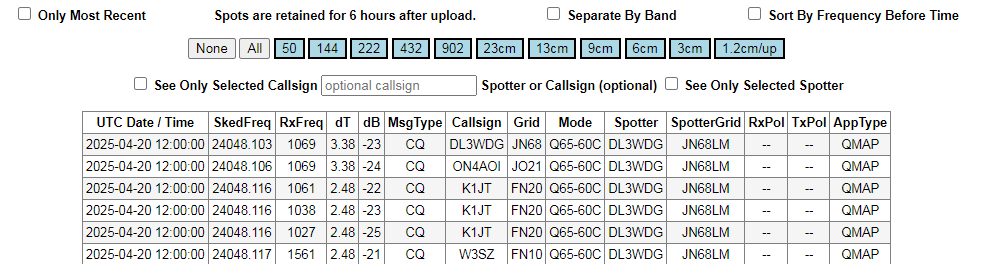 Only Most Recent Spots are retained for 6 hours after upload. Separate By Band Sort By Frequency Before Time
None All 50 144 222 432 902 23cm 13cm 9cm 6cm 3cm 1.2cm/up
See Only Selected Callsign optional callsign Spotter or Callsign (optional) See Only Selected Spotter
UTC Date / Time SkedFreq RxFreq dT dB MsgType Callsign Grid Mode Spotter SpotterGrid RxPol TxPol AppType
2025-04-20 12:00:00 24048.103 1069 3.38 -23 CQ DL3WDG JN68 Q65-60C DL3WDG JN68LM -- -- QMAP
2025-04-20 12:00:00 24048.106 1069 3.38 -24 CQ ON4AOI JO21 Q65-60C DL3WDG JN68LM -- -- QMAP
2025-04-20 12:00:00 24048.116 1061 2.48 -22 CQ K1JT FN20 Q65-60C DL3WDG JN68LM -- -- QMAP
2025-04-20 12:00:00 24048.116 1038 2.48 -23 CQ K1JT FN20 Q65-60C DL3WDG JN68LM -- -- QMAP
2025-04-20 12:00:00 24048.116 1027 2.48 -25 CQ K1JT FN20 Q65-60C DL3WDG JN68LM -- -- QMAP
2025-04-20 12:00:00 24048.117 1561 2.48 -21 CQ W3SZ FN10 Q65-60C DL3WDG JN68LM -- -- QMAP